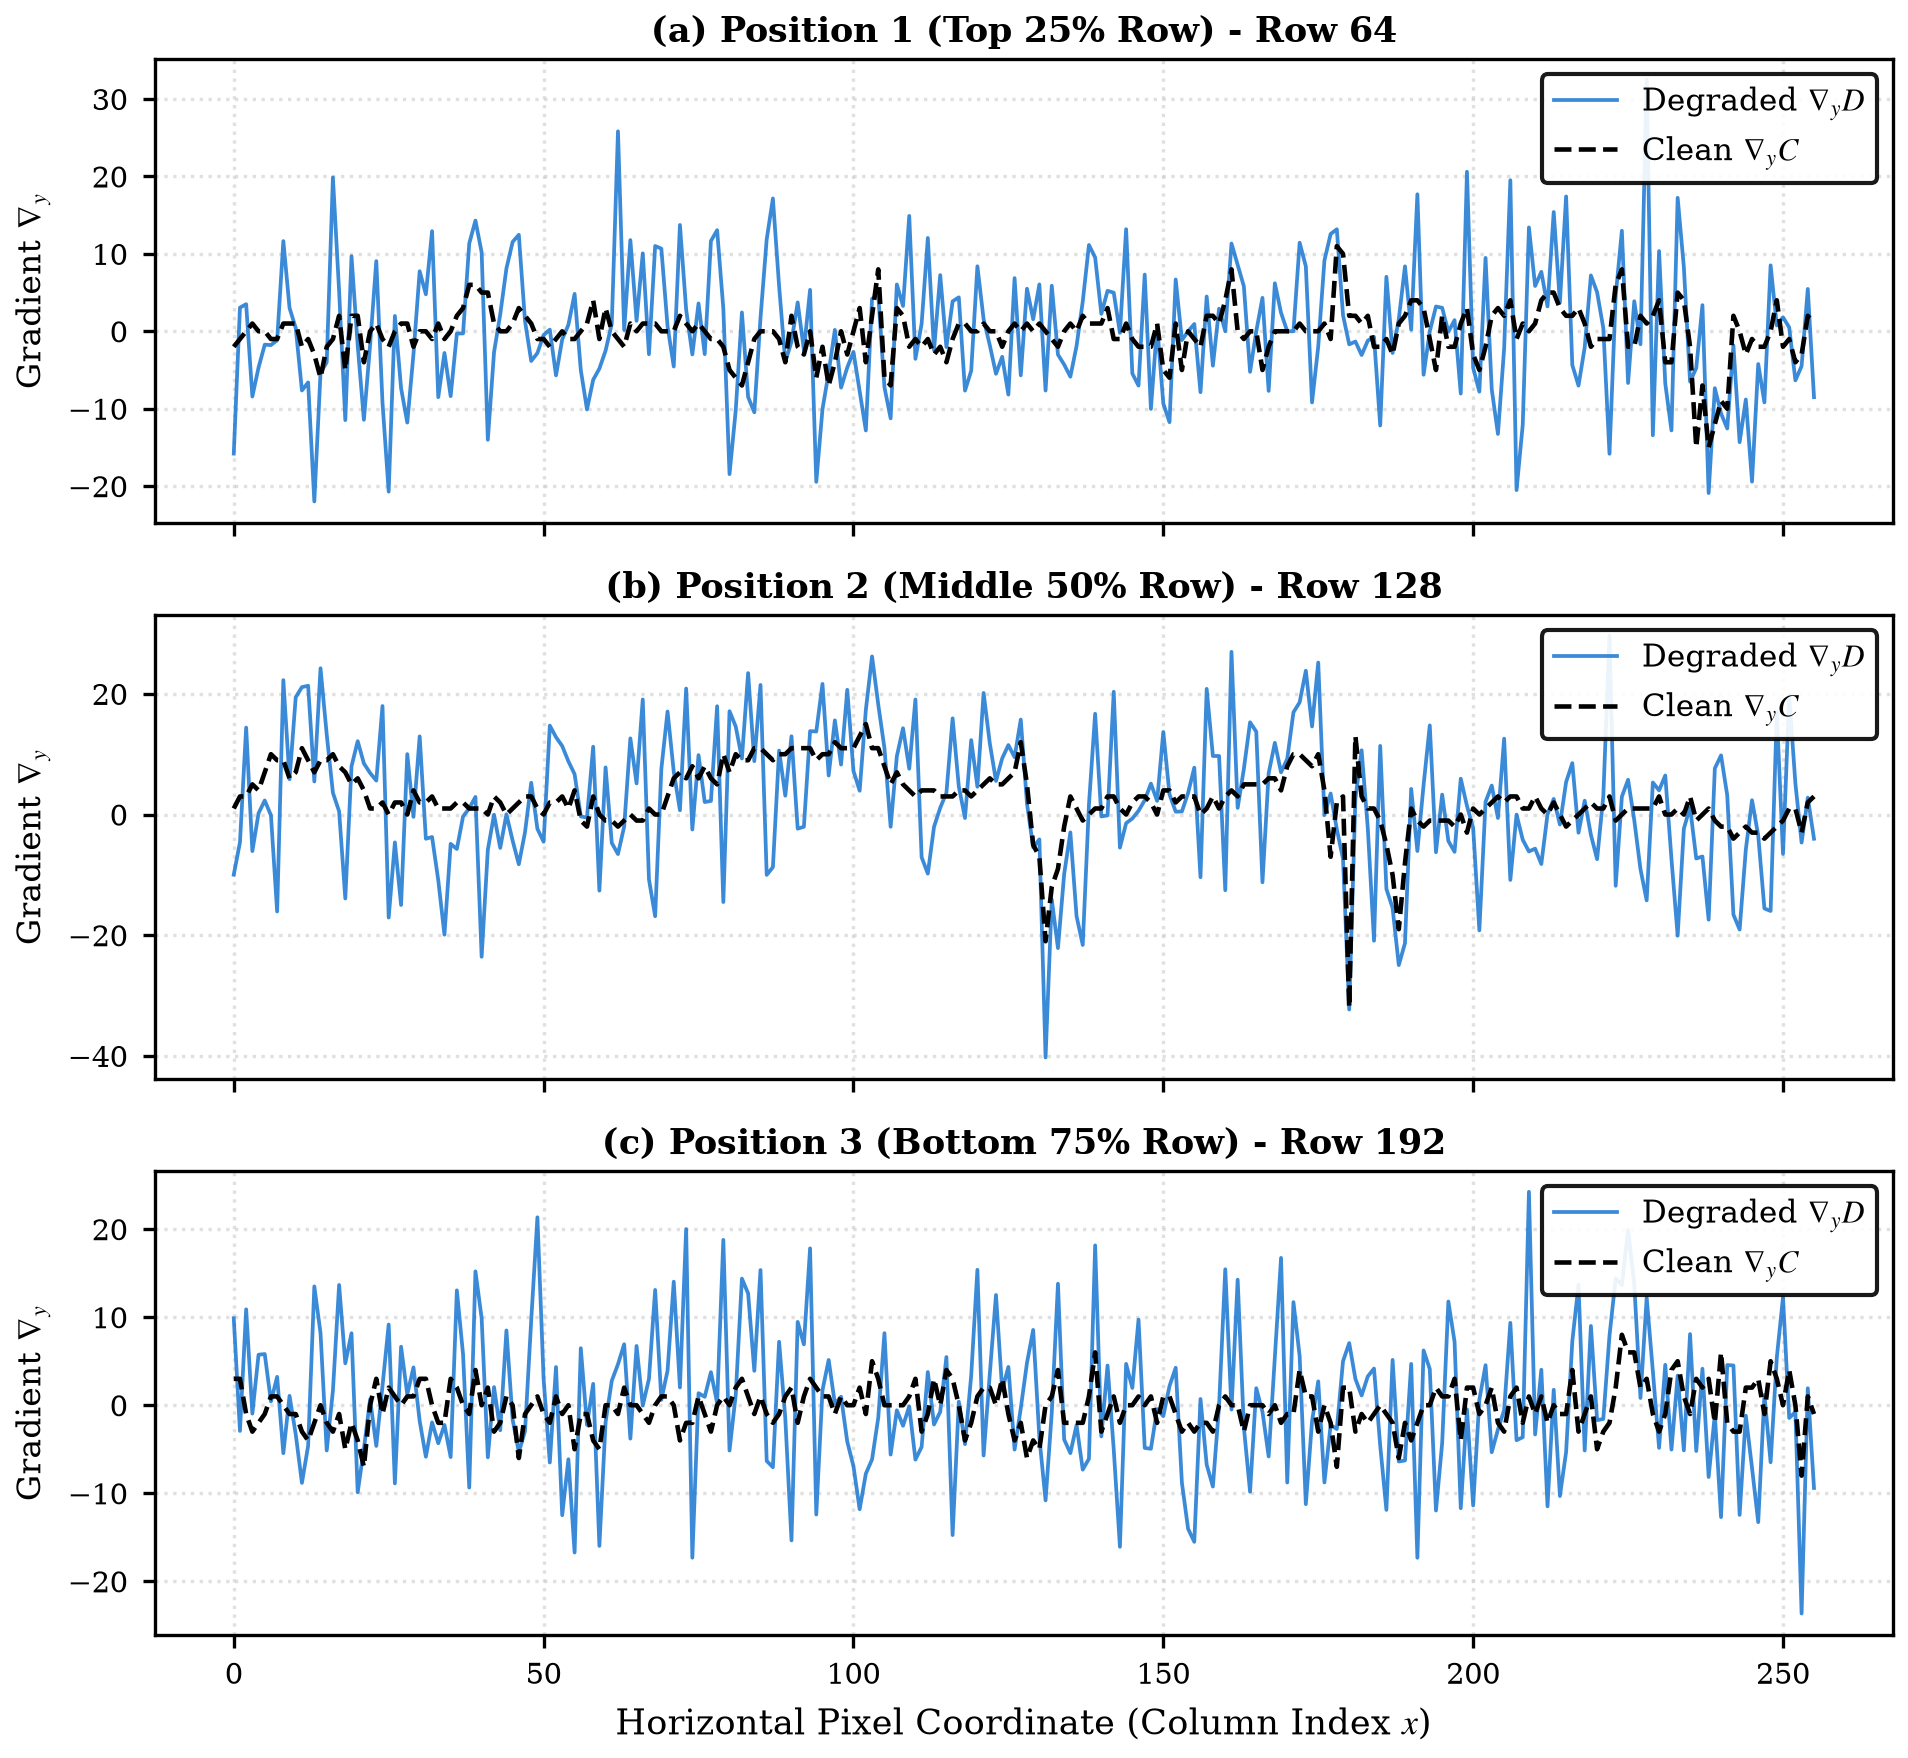 (a) Position 1 (Top 25% Row) - Row 64
Gradient ∇y
30
20
10
0
−10
−20
Degraded ∇yD
Clean ∇yC
(b) Position 2 (Middle 50% Row) - Row 128
Gradient ∇y
20
0
−20
−40
Degraded ∇yD
Clean ∇yC
(c) Position 3 (Bottom 75% Row) - Row 192
Gradient ∇y
20
10
0
−10
−20
Degraded ∇yD
Clean ∇yC
0 50 100 150 200 250
Horizontal Pixel Coordinate (Column Index x)